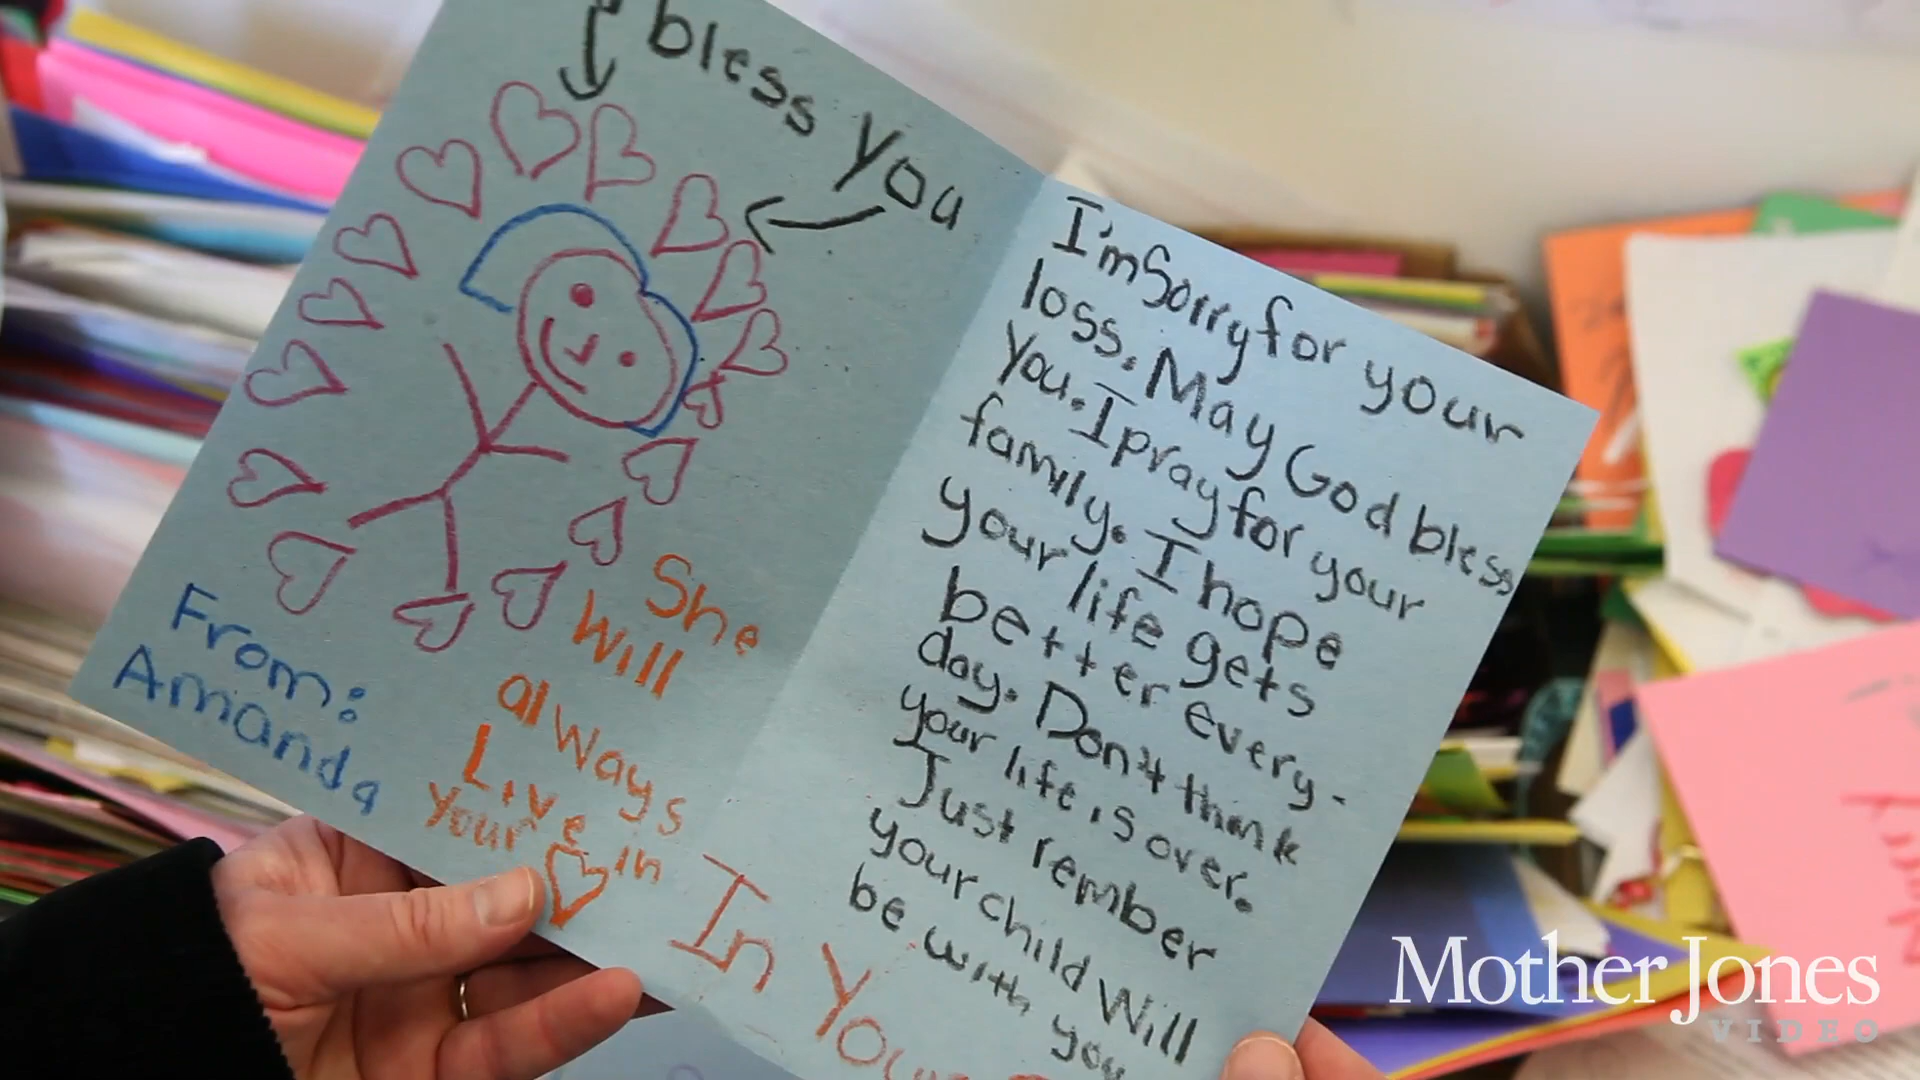 bless you
She
Will
always
Live in
your
From:
Amanda
In Your
I'm Sorry for your
loss. May God bless
you. I pray for your
family. I hope
your life gets
better every-
day. Don't think
your life is over.
Just rember
your child Will
be with you
Mother Jones
VIDEO